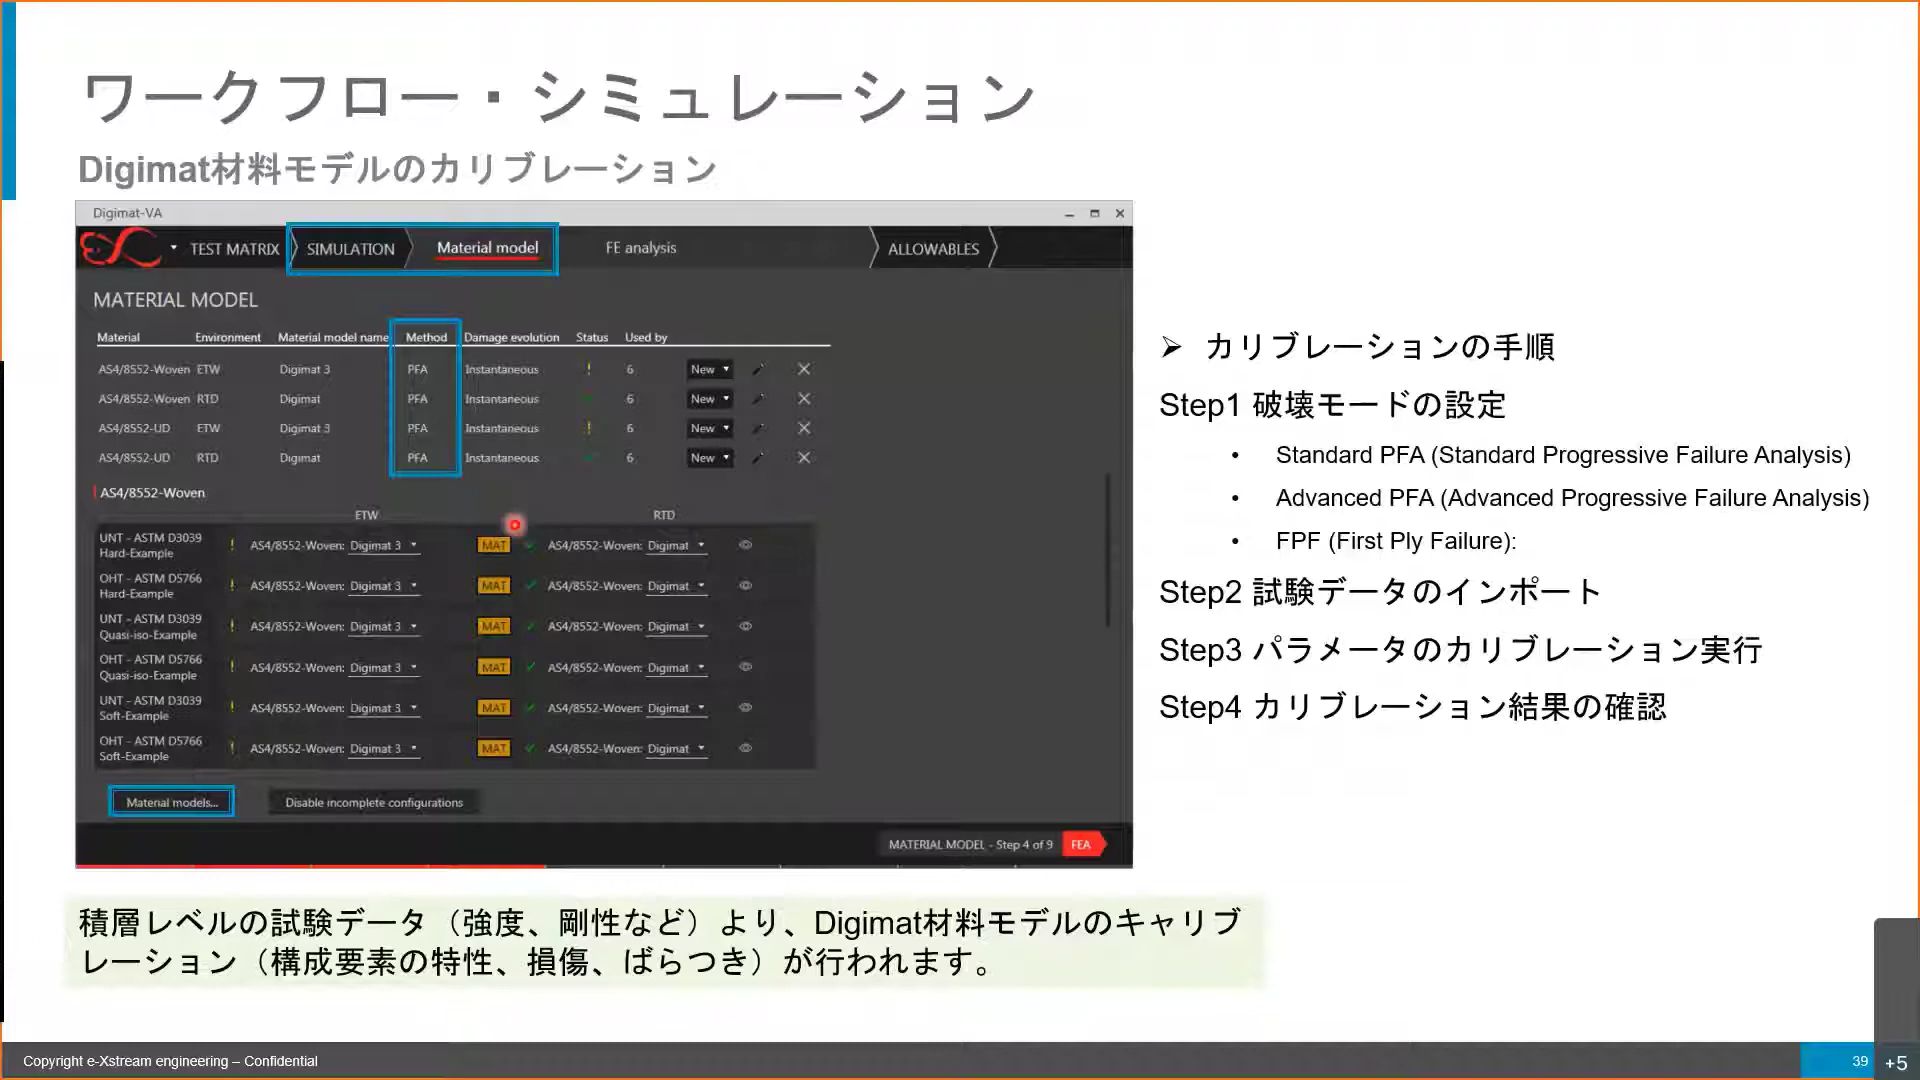 ワークフロー・シミュレーション
Digimat材料モデルのカリブレーション
Digimat-VA
TEST MATRIX SIMULATION Material model FE analysis ALLOWABLES
MATERIAL MODEL
Material Environment Material model name Method Damage evolution Status Used by
AS4/8552-Woven ETW Digimat 3 PFA Instantaneous ! 6 New
AS4/8552-Woven RTD Digimat PFA Instantaneous 6 New
AS4/8552-UD ETW Digimat 3 PFA Instantaneous ! 6 New
AS4/8552-UD RTD Digimat PFA Instantaneous 6 New
AS4/8552-Woven
ETW RTD
UNT - ASTM D3039
Hard-Example
! AS4/8552-Woven: Digimat 3 MAT AS4/8552-Woven: Digimat
OHT - ASTM D5766
Hard-Example
! AS4/8552-Woven: Digimat 3 MAT AS4/8552-Woven: Digimat
UNT - ASTM D3039
Quasi-iso-Example
! AS4/8552-Woven: Digimat 3 MAT AS4/8552-Woven: Digimat
OHT - ASTM D5766
Quasi-iso-Example
! AS4/8552-Woven: Digimat 3 MAT AS4/8552-Woven: Digimat
UNT - ASTM D3039
Soft-Example
! AS4/8552-Woven: Digimat 3 MAT AS4/8552-Woven: Digimat
OHT - ASTM D5766
Soft-Example
! AS4/8552-Woven: Digimat 3 MAT AS4/8552-Woven: Digimat
Material models... Disable incomplete configurations
MATERIAL MODEL - Step 4 of 9 FEA
➢ カリブレーションの手順
Step1 破壊モードの設定
• Standard PFA (Standard Progressive Failure Analysis)
• Advanced PFA (Advanced Progressive Failure Analysis)
• FPF (First Ply Failure):
Step2 試験データのインポート
Step3 パラメータのカリブレーション実行
Step4 カリブレーション結果の確認
積層レベルの試験データ（強度、剛性など）より、Digimat材料モデルのキャリブ
レーション（構成要素の特性、損傷、ばらつき）が行われます。
Copyright e-Xstream engineering – Confidential
39
+5